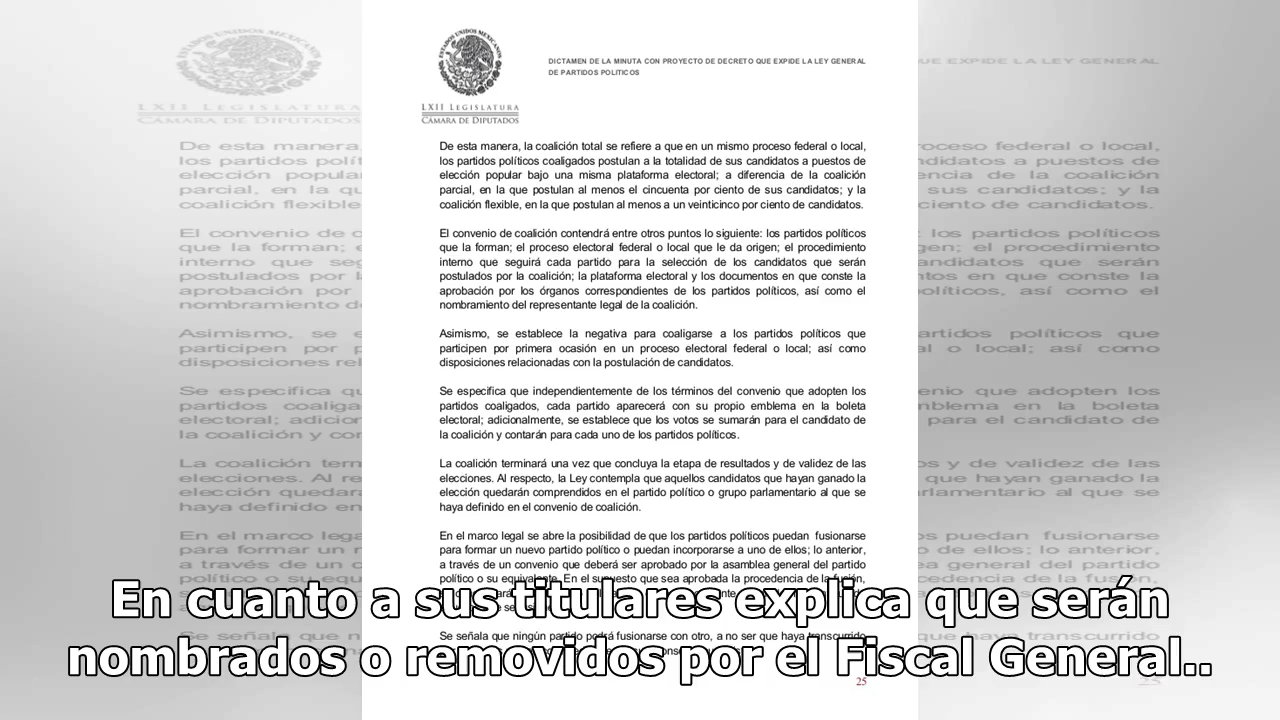 ESTADOS UNIDOS MEXICANOS
DICTAMEN DE LA MINUTA CON PROYECTO DE DECRETO QUE EXPIDE LA LEY GENERAL
DE PARTIDOS POLITICOS
LXII LEGISLATURA
CÁMARA DE DIPUTADOS
De esta manera, la coalición total se refiere a que en un mismo proceso federal o local,
los partidos políticos coaligados postulan a la totalidad de sus candidatos a puestos de
elección popular bajo una misma plataforma electoral; a diferencia de la coalición
parcial, en la que postulan al menos el cincuenta por ciento de sus candidatos; y la
coalición flexible, en la que postulan al menos a un veinticinco por ciento de candidatos.
El convenio de coalición contendrá entre otros puntos lo siguiente: los partidos políticos
que la forman; el proceso electoral federal o local que le da origen; el procedimiento
interno que seguirá cada partido para la selección de los candidatos que serán
postulados por la coalición; la plataforma electoral y los documentos en que conste la
aprobación por los órganos correspondientes de los partidos políticos, así como el
nombramiento del representante legal de la coalición.
Asimismo, se establece la negativa para coaligarse a los partidos políticos que
participen por primera ocasión en un proceso electoral federal o local; así como
disposiciones relacionadas con la postulación de candidatos.
Se especifica que independientemente de los términos del convenio que adopten los
partidos coaligados, cada partido aparecerá con su propio emblema en la boleta
electoral; adicionalmente, se establece que los votos se sumarán para el candidato de
la coalición y contarán para cada uno de los partidos políticos.
La coalición terminará una vez que concluya la etapa de resultados y de validez de las
elecciones. Al respecto, la Ley contempla que aquellos candidatos que hayan ganado la
elección quedarán comprendidos en el partido político o grupo parlamentario al que se
haya definido en el convenio de coalición.
En el marco legal se abre la posibilidad de que los partidos políticos puedan fusionarse
para formar un nuevo partido político o puedan incorporarse a uno de ellos; lo anterior,
a través de un convenio que deberá ser aprobado por la asamblea general del partido
político o su equivalente. En el supuesto que sea aprobada la procedencia de la fusión,
Se señala que ningún partido podrá fusionarse con otro, a no ser que haya transcurrido
25
En cuanto a sus titulares explica que serán
nombrados o removidos por el Fiscal General..